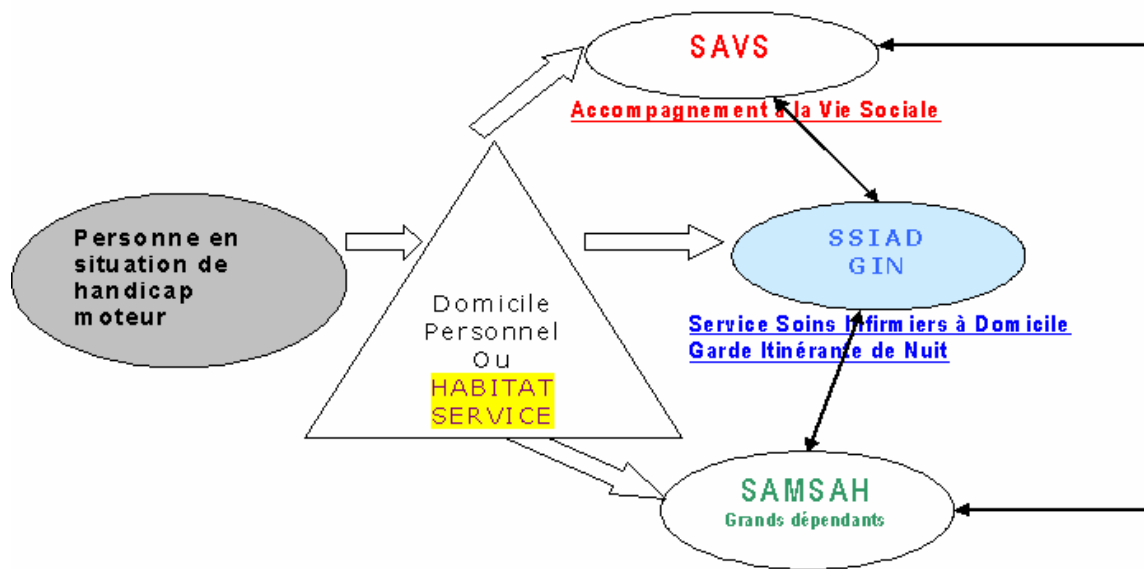 SAVS
Accompagnement à la Vie Sociale
Personne en
situation de
handicap
moteur
Domicile
Personnel
Ou
HABITAT
SERVICE
SSIAD
GIN
Service Soins Infirmiers à Domicile
Garde Itinérante de Nuit
SAMSAH
Grands dépendants